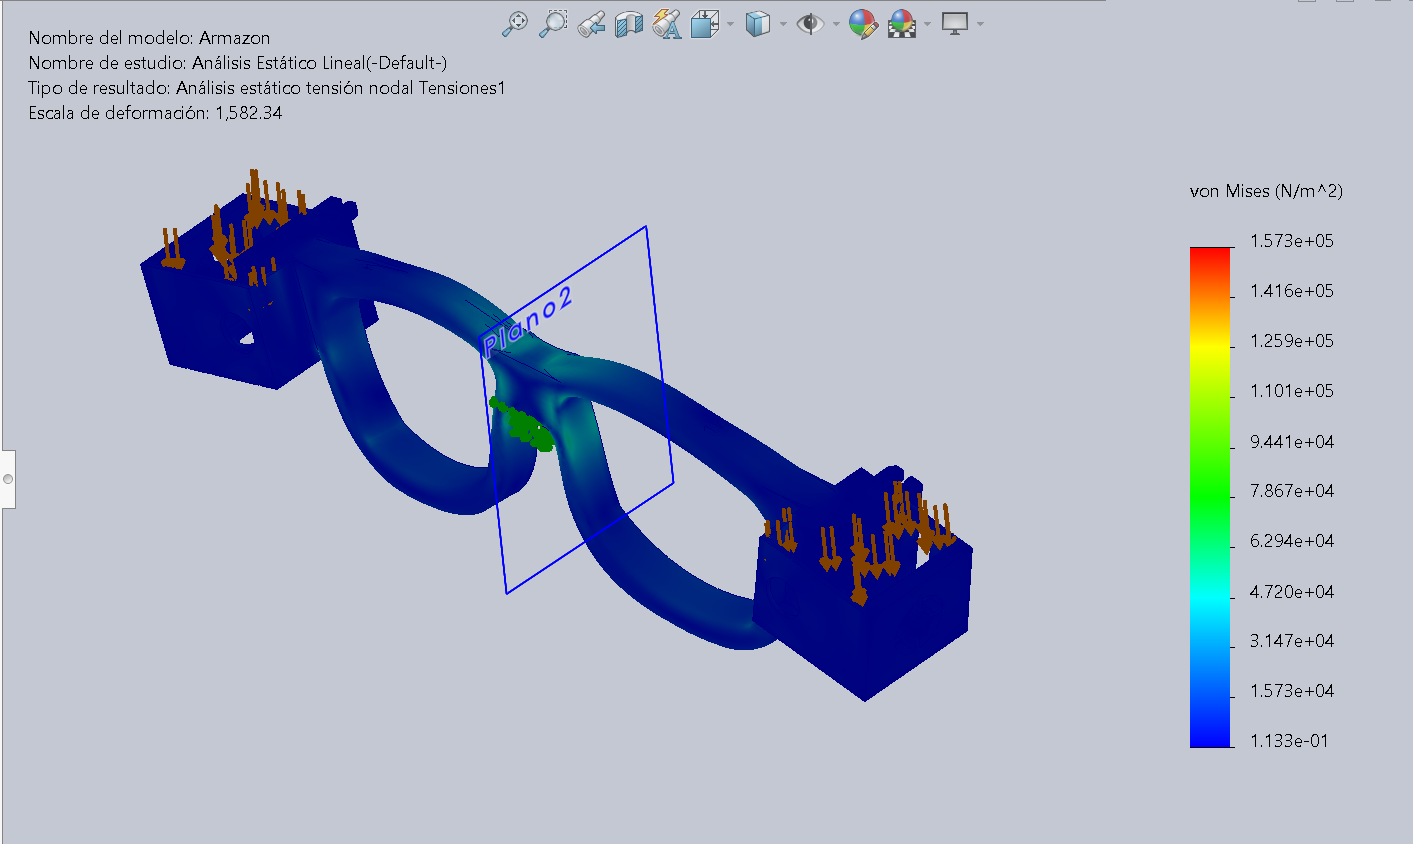 Nombre del modelo: Armazon
Nombre de estudio: Análisis Estático Lineal(-Default-)
Tipo de resultado: Análisis estático tensión nodal Tensiones1
Escala de deformación: 1,582.34
von Mises (N/m^2)
1.573e+05
1.416e+05
1.259e+05
1.101e+05
9.441e+04
7.867e+04
6.294e+04
4.720e+04
3.147e+04
1.573e+04
1.133e-01
Plano2